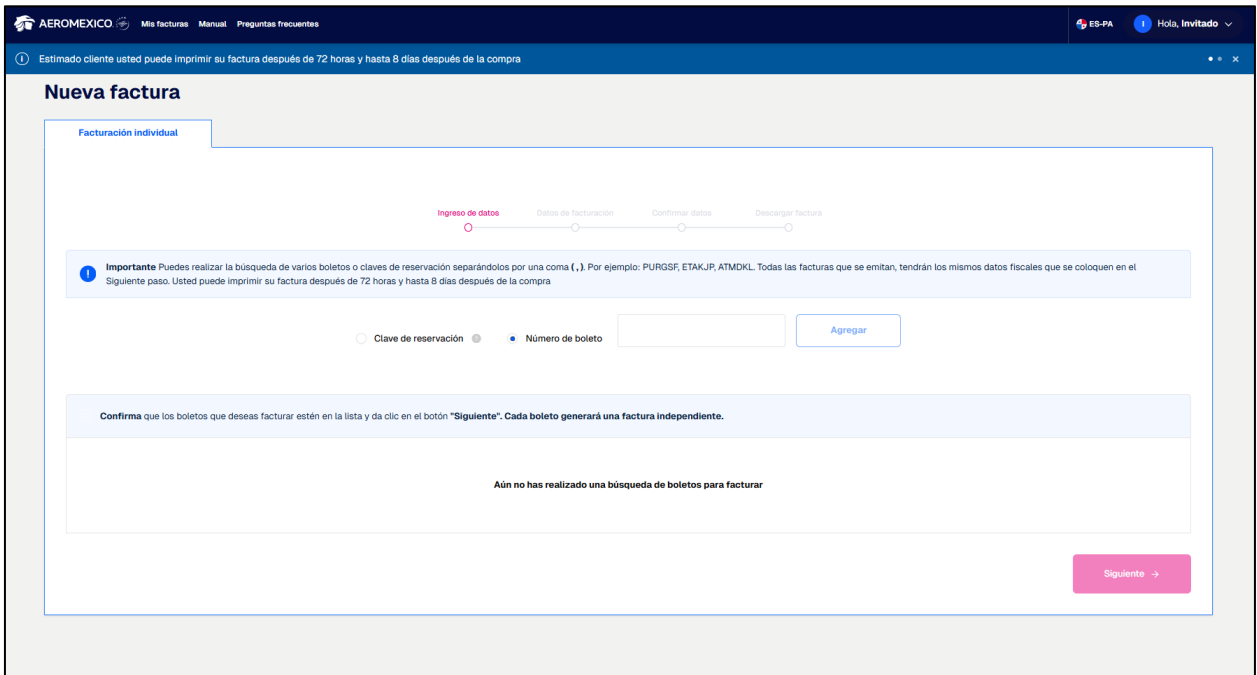 AEROMEXICO. Mis facturas Manual Preguntas frecuentes ES-PA I Hola, Invitado
Estimado cliente usted puede imprimir su factura después de 72 horas y hasta 8 días después de la compra
Nueva factura
Facturación individual
Ingreso de datos Datos de facturación Confirmar datos Descargar factura
Importante Puedes realizar la búsqueda de varios boletos o claves de reservación separándolos por una coma ( , ). Por ejemplo: PURGSF, ETAKJP, ATMDKL. Todas las facturas que se emitan, tendrán los mismos datos fiscales que se coloquen en el
Siguiente paso. Usted puede imprimir su factura después de 72 horas y hasta 8 días después de la compra
Clave de reservación Número de boleto Agregar
Confirma que los boletos que deseas facturar estén en la lista y da clic en el botón "Siguiente". Cada boleto generará una factura independiente.
Aún no has realizado una búsqueda de boletos para facturar
Siguiente →